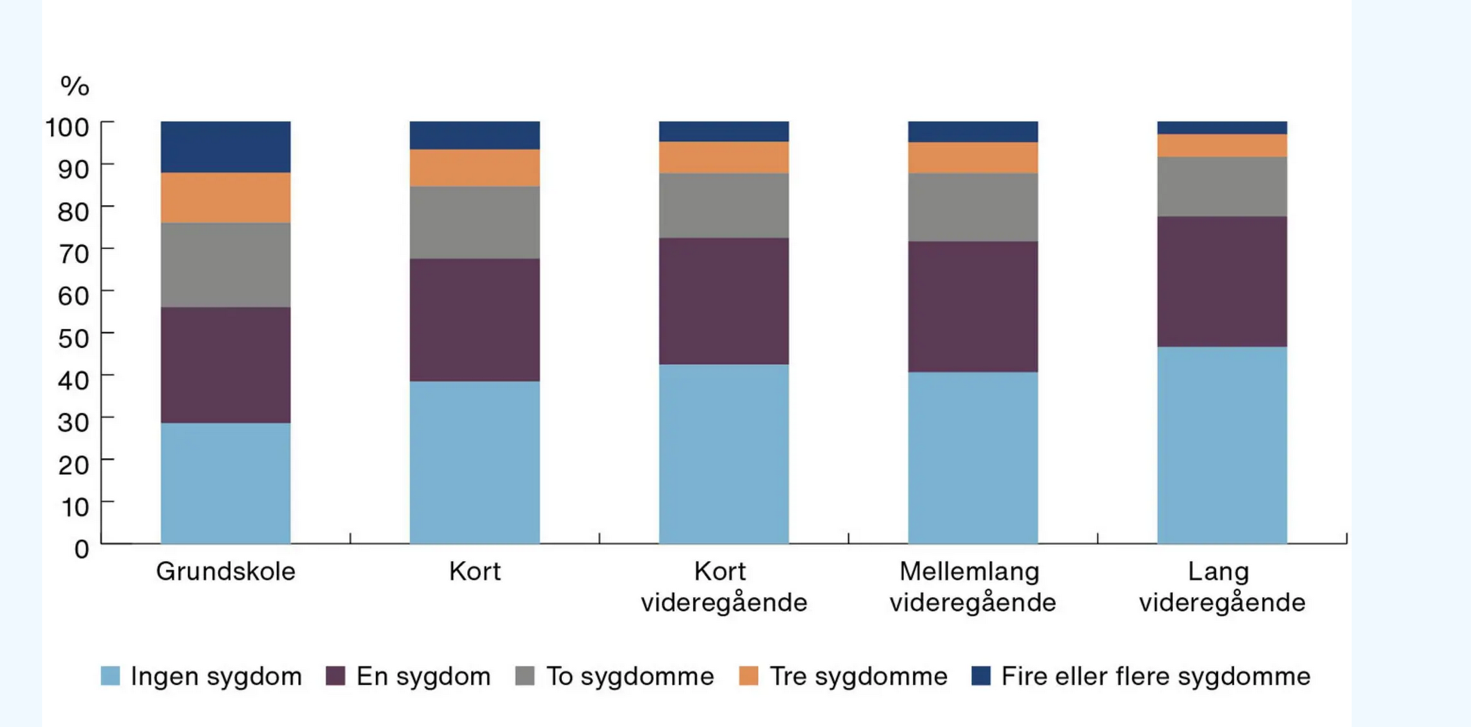 %
100
90
80
70
60
50
40
30
20
10
0
Grundskole
Kort
Kort
videregående
Mellemlang
videregående
Lang
videregående
Ingen sygdom
En sygdom
To sygdomme
Tre sygdomme
Fire eller flere sygdomme